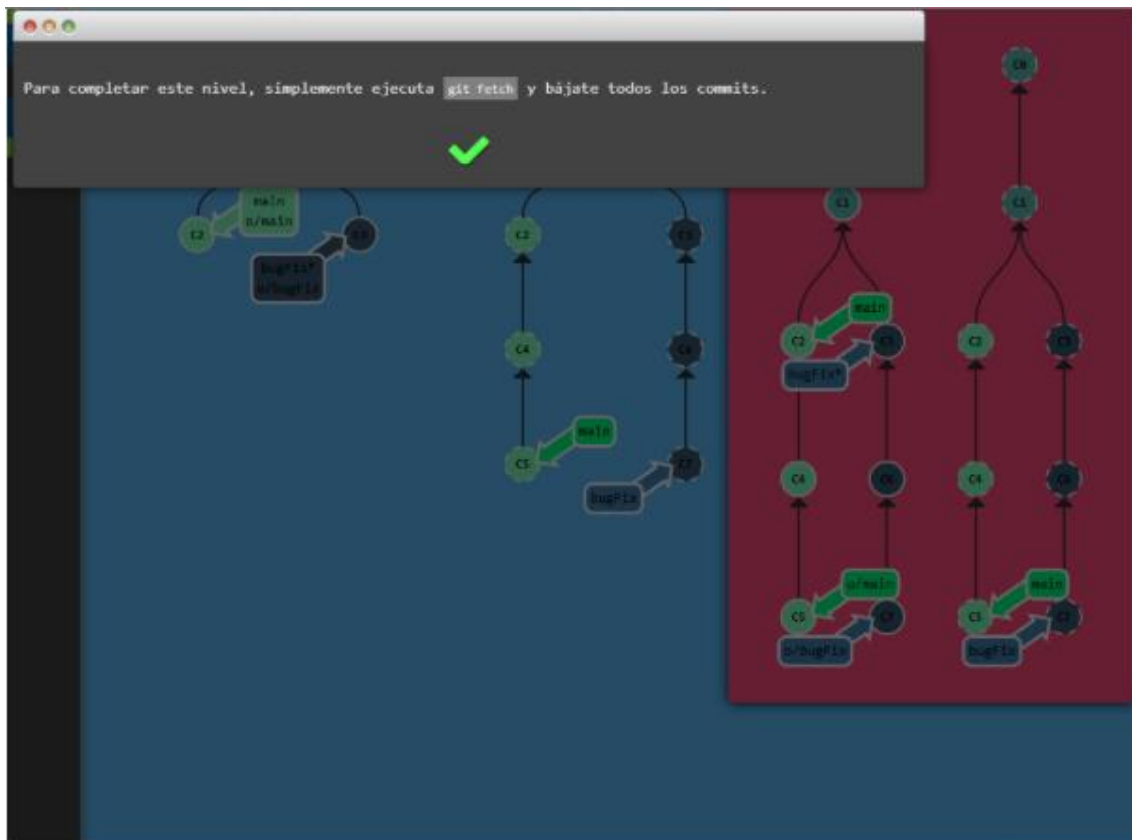 Para completar este nivel, simplemente ejecuta git fetch y bájate todos los commits.
C0
C1
C1
main
o/main
C2
C3
bugFix*
o/bugFix
C2
C3
main
C2
C3
bugFix*
C2
C3
C4
C6
main
C5
C7
bugFix
C4
C6
C4
C6
o/main
C5
C7
o/bugFix
main
C5
C7
bugFix